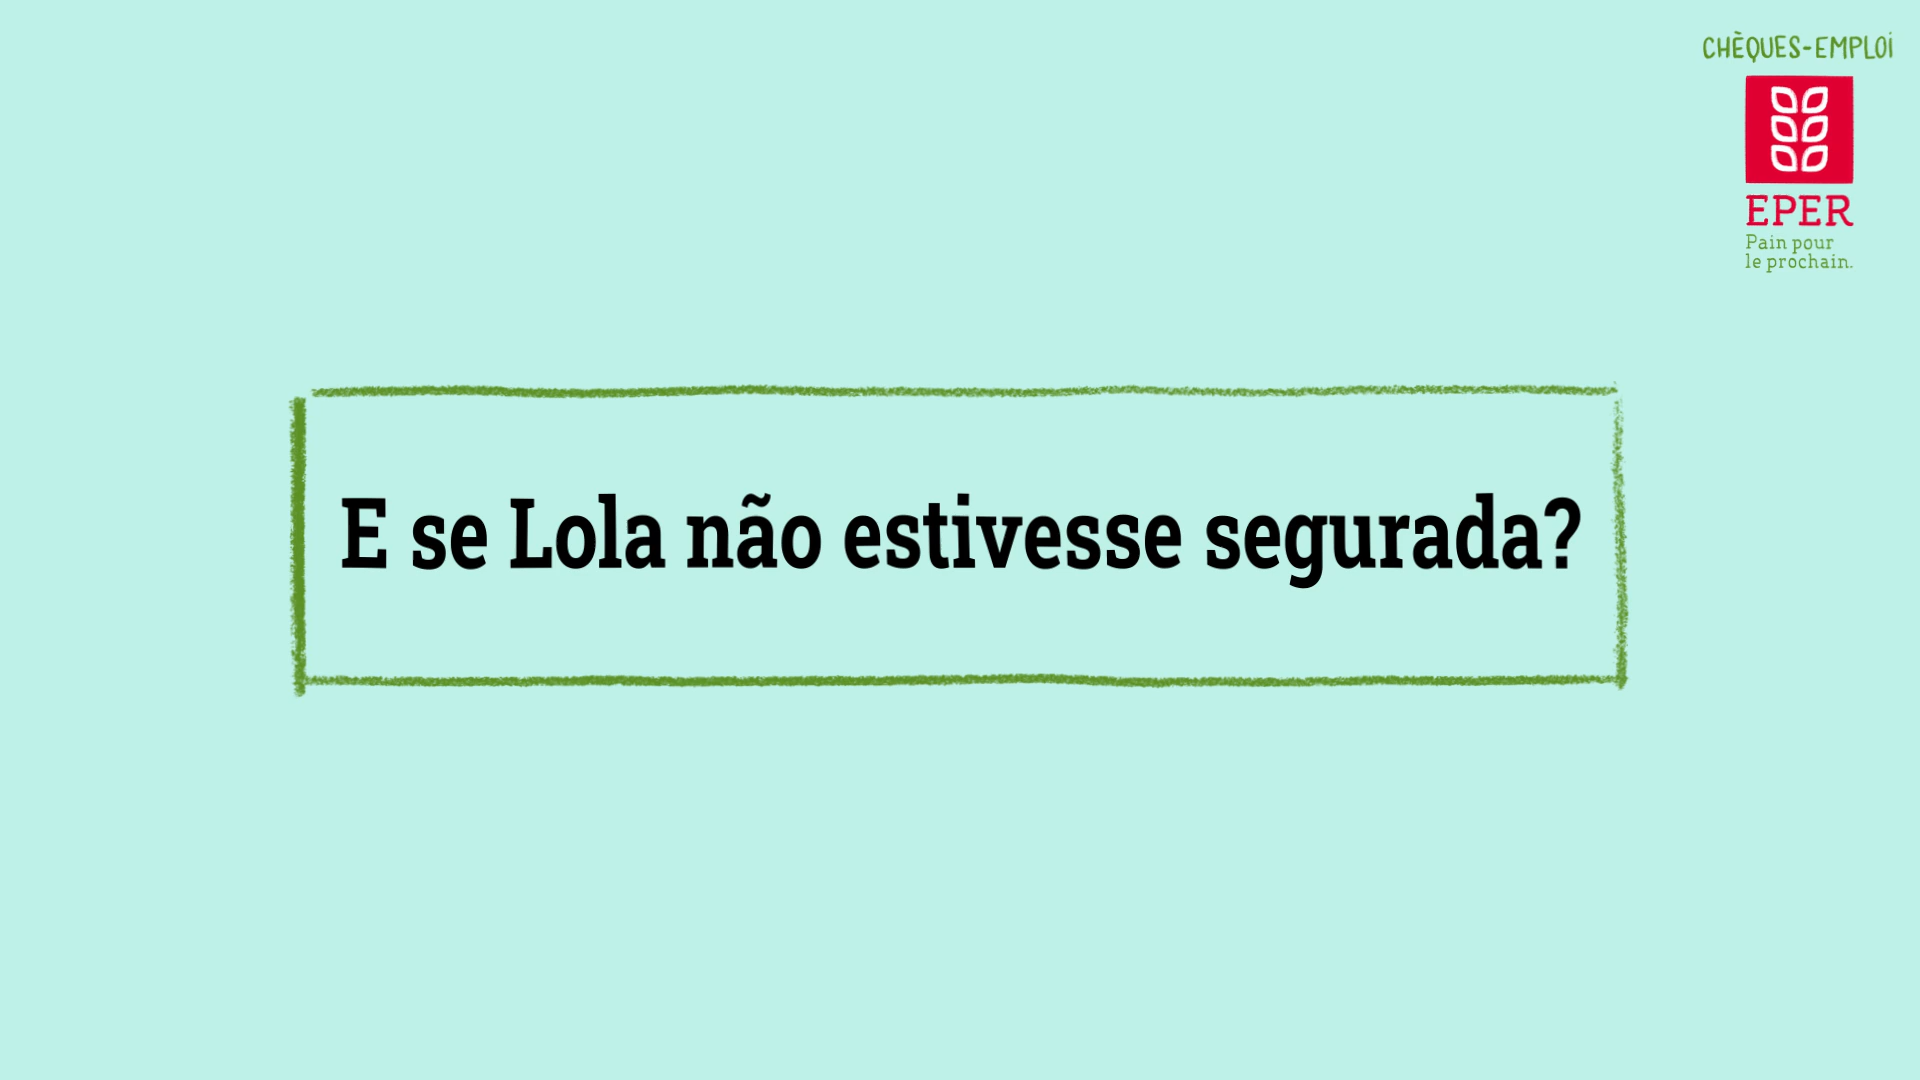 CHÈQUES-EMPLOI
EPER
Pain pour
le prochain.
E se Lola não estivesse segurada?